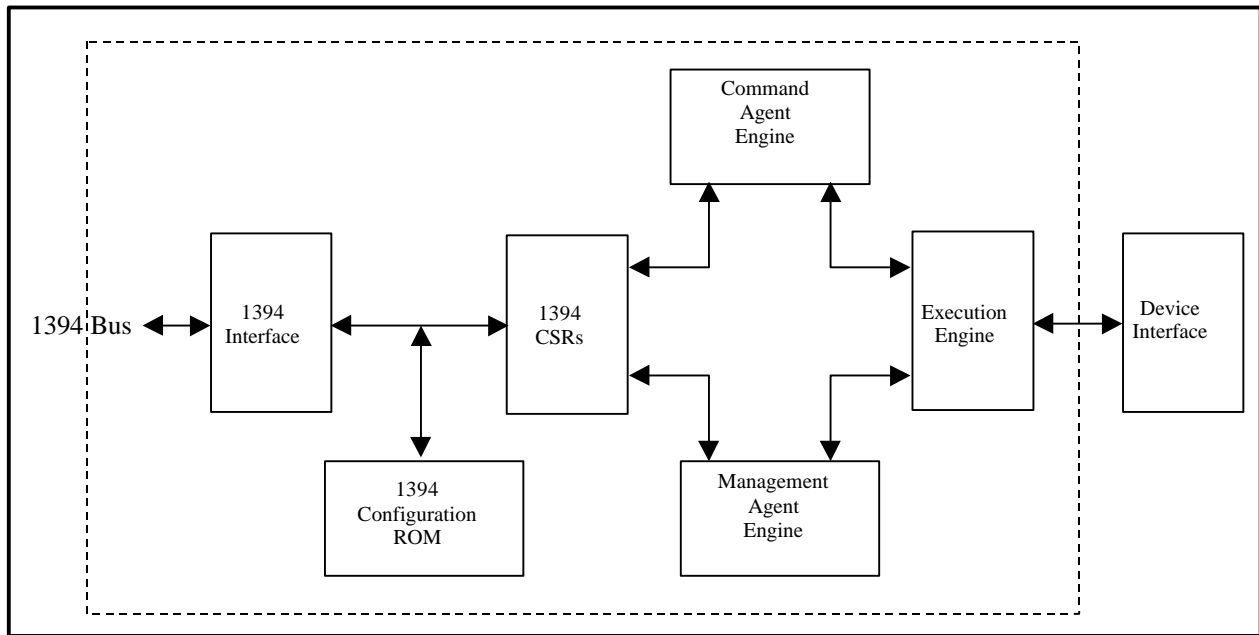 Command
Agent
Engine
1394 Bus
1394
Interface
1394
CSRs
Execution
Engine
Device
Interface
1394
Configuration
ROM
Management
Agent
Engine